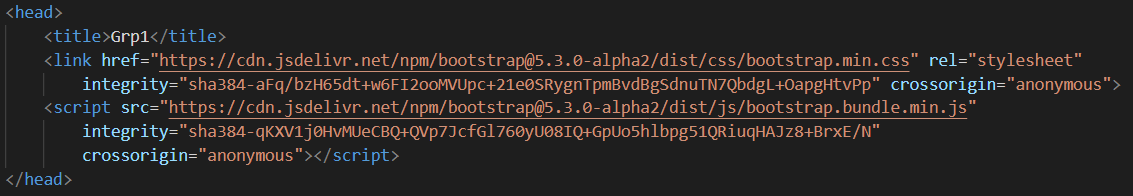 <head>
<title>Grp1</title>
<link href="https://cdn.jsdelivr.net/npm/bootstrap@5.3.0-alpha2/dist/css/bootstrap.min.css" rel="stylesheet"
integrity="sha384-aFq/bzH65dt+w6FI2ooMVUpc+21e0SRygnTpmBvdBgSdnuTN7QbdgL+OapgHtvPp" crossorigin="anonymous">
<script src="https://cdn.jsdelivr.net/npm/bootstrap@5.3.0-alpha2/dist/js/bootstrap.bundle.min.js"
integrity="sha384-qKXV1j0HvMUeCBQ+QVp7JcfGl760yU08IQ+GpUo5hlbpg51QRiuqHAJz8+BrxE/N"
crossorigin="anonymous"></script>
</head>